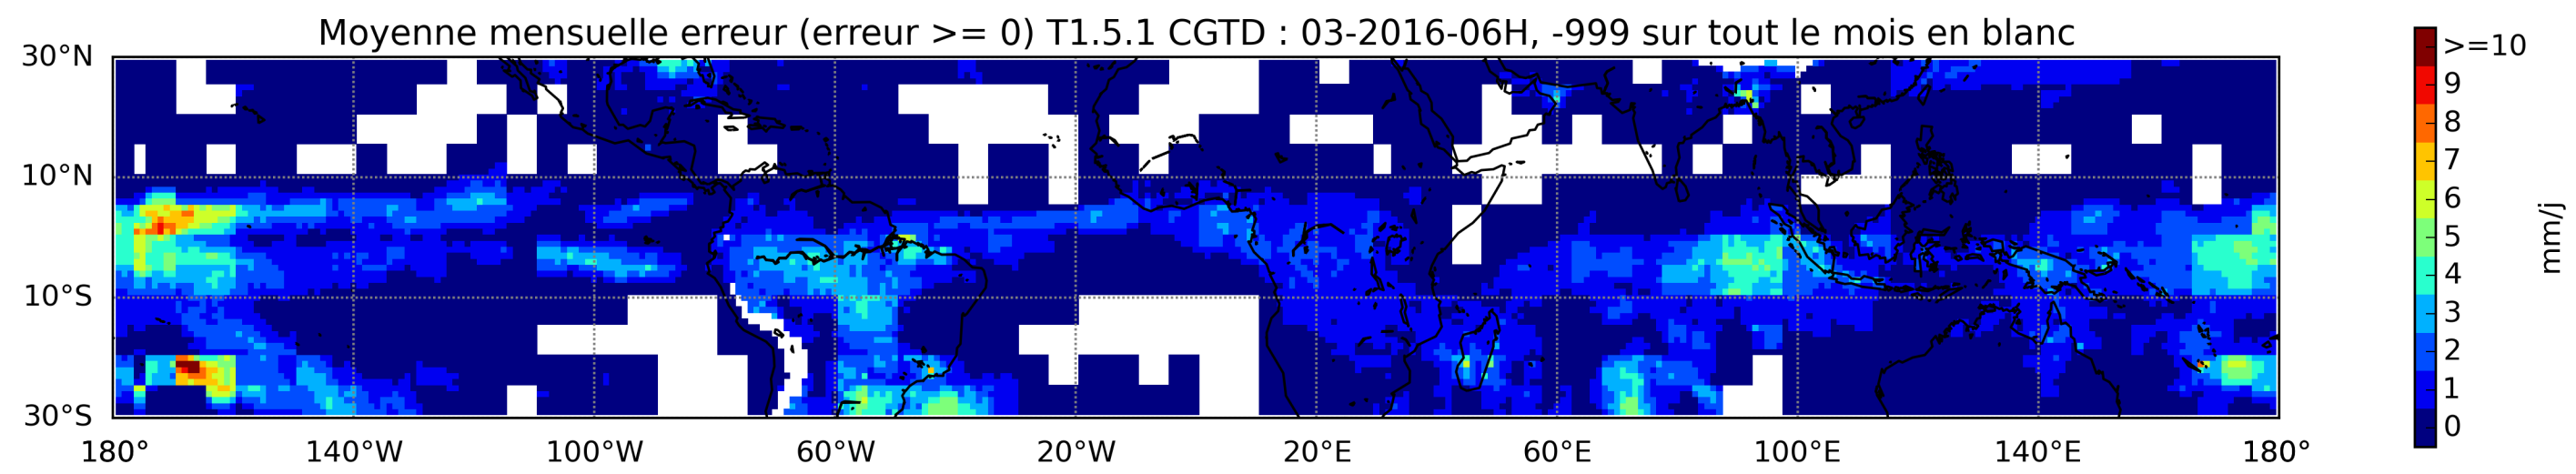 Moyenne mensuelle erreur (erreur >= 0) T1.5.1 CGTD : 03-2016-06H, -999 sur tout le mois en blanc
30°N
10°N
10°S
30°S
180° 140°W 100°W 60°W 20°W 20°E 60°E 100°E 140°E 180°
>=10
9
8
7
6
5
4
3
2
1
0
mm/j